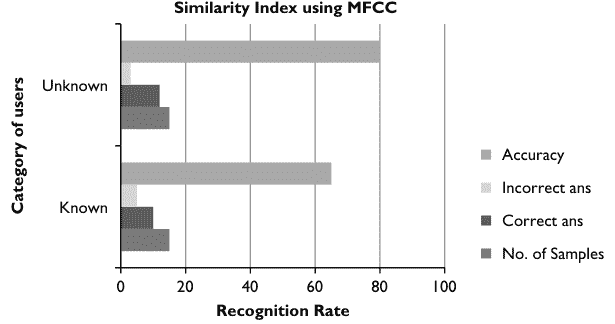 Similarity Index using MFCC
Category of users
Unknown
Known
0 20 40 60 80 100
Recognition Rate
Accuracy
Incorrect ans
Correct ans
No. of Samples